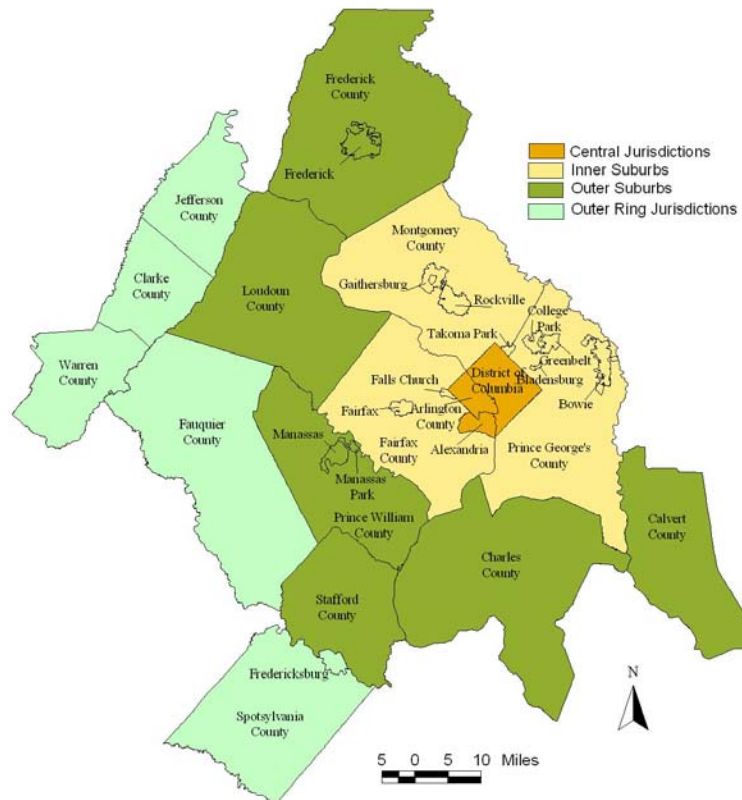 Frederick
County
Frederick
Central Jurisdictions
Inner Suburbs
Outer Suburbs
Outer Ring Jurisdictions
Jefferson
County
Montgomery
County
Clarke
County
Gaithersburg
Loudoun
County
Rockville
College
Park
Takoma Park
Greenbelt
Warren
County
Falls Church
District of
Columbia
Bladensburg
Bowie
Fairfax
Arlington
County
Fauquier
County
Manassas
Fairfax
County
Alexandria
Prince George's
County
Manassas
Park
Prince William
County
Calvert
County
Charles
County
Stafford
County
Fredericksburg
Spotsylvania
County
N
5 0 5 10 Miles